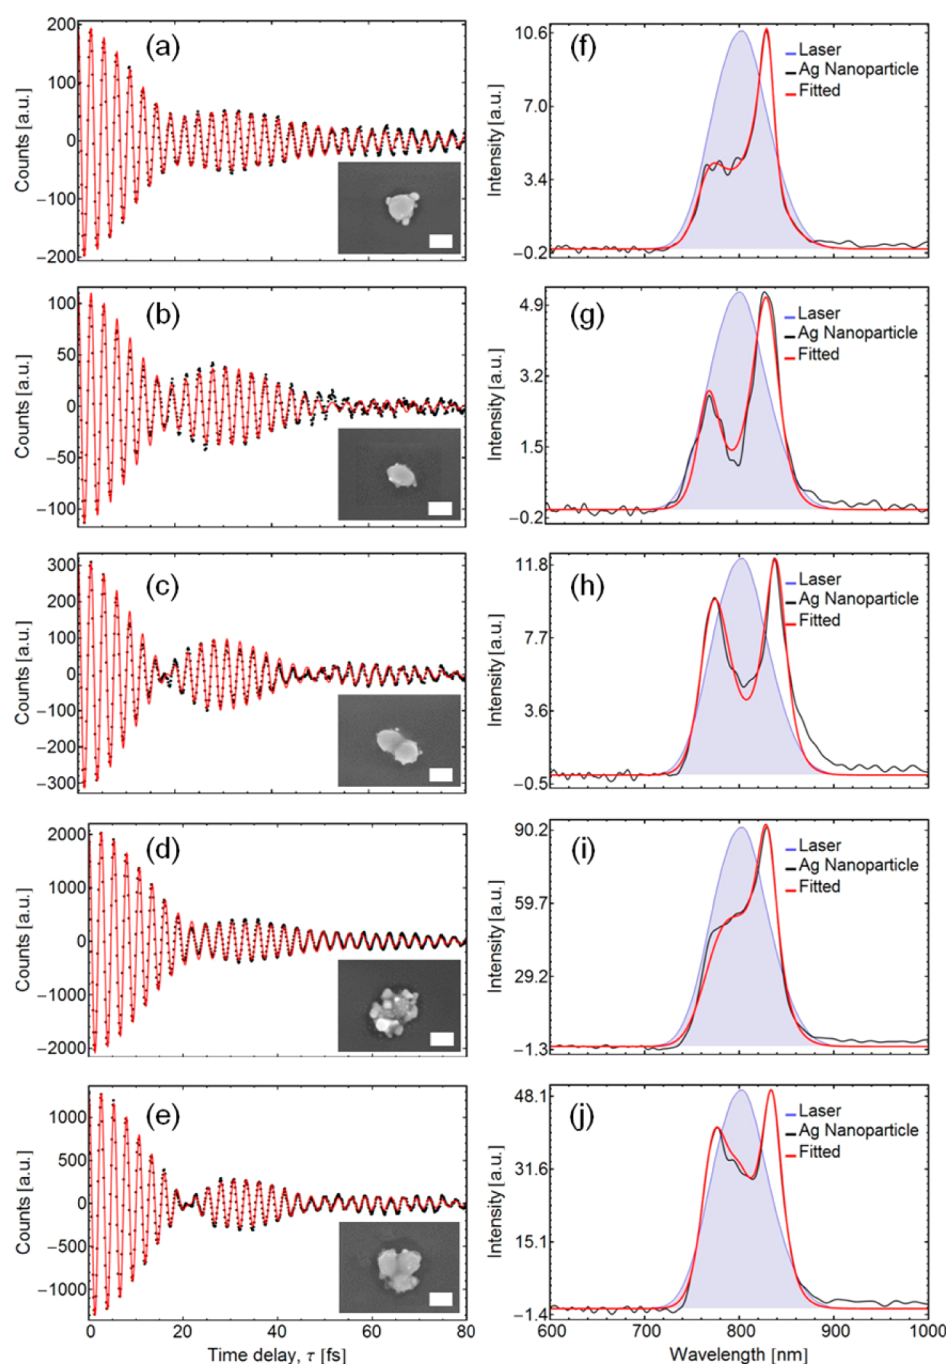 (a)
Counts [a.u.]
200
100
0
−100
−200
(f)
Intensity [a.u.]
10.6
7.0
3.4
−0.2
Laser
Ag Nanoparticle
Fitted
(b)
Counts [a.u.]
100
50
0
−50
−100
(g)
Intensity [a.u.]
4.9
3.2
1.5
−0.2
Laser
Ag Nanoparticle
Fitted
(c)
Counts [a.u.]
300
200
100
0
−100
−200
−300
(h)
Intensity [a.u.]
11.8
7.7
3.6
−0.5
Laser
Ag Nanoparticle
Fitted
(d)
Counts [a.u.]
2000
1000
0
−1000
−2000
(i)
Intensity [a.u.]
90.2
59.7
29.2
−1.3
Laser
Ag Nanoparticle
Fitted
(e)
Counts [a.u.]
1000
500
0
−500
−1000
0 20 40 60 80
Time delay, τ [fs]
(j)
Intensity [a.u.]
48.1
31.6
15.1
−1.4
Laser
Ag Nanoparticle
Fitted
600 700 800 900 1000
Wavelength [nm]